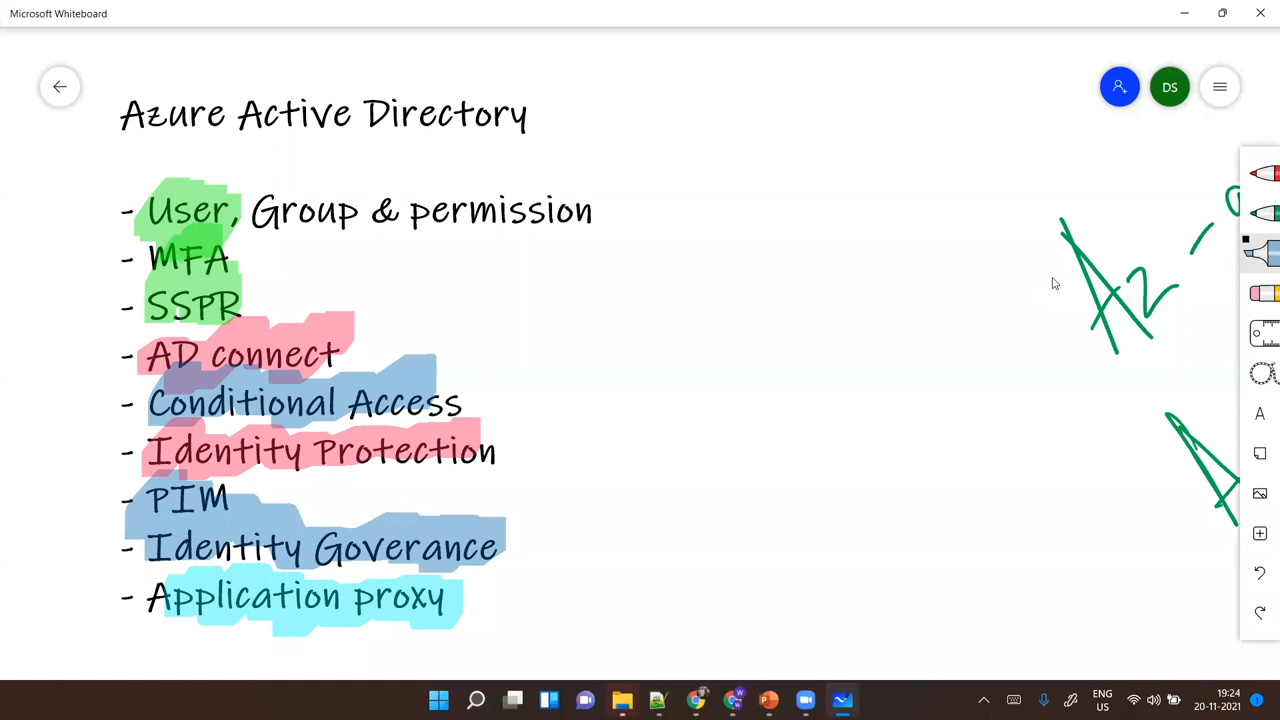 Microsoft Whiteboard
DS
Azure Active Directory
- User, Group & permission
- MFA
- SSPR
- AD connect
- Conditional Access
- Identity Protection
- PIM
- Identity Goverance
- Application proxy
AZ -
A
A
ENG
US
19:24
20-11-2021